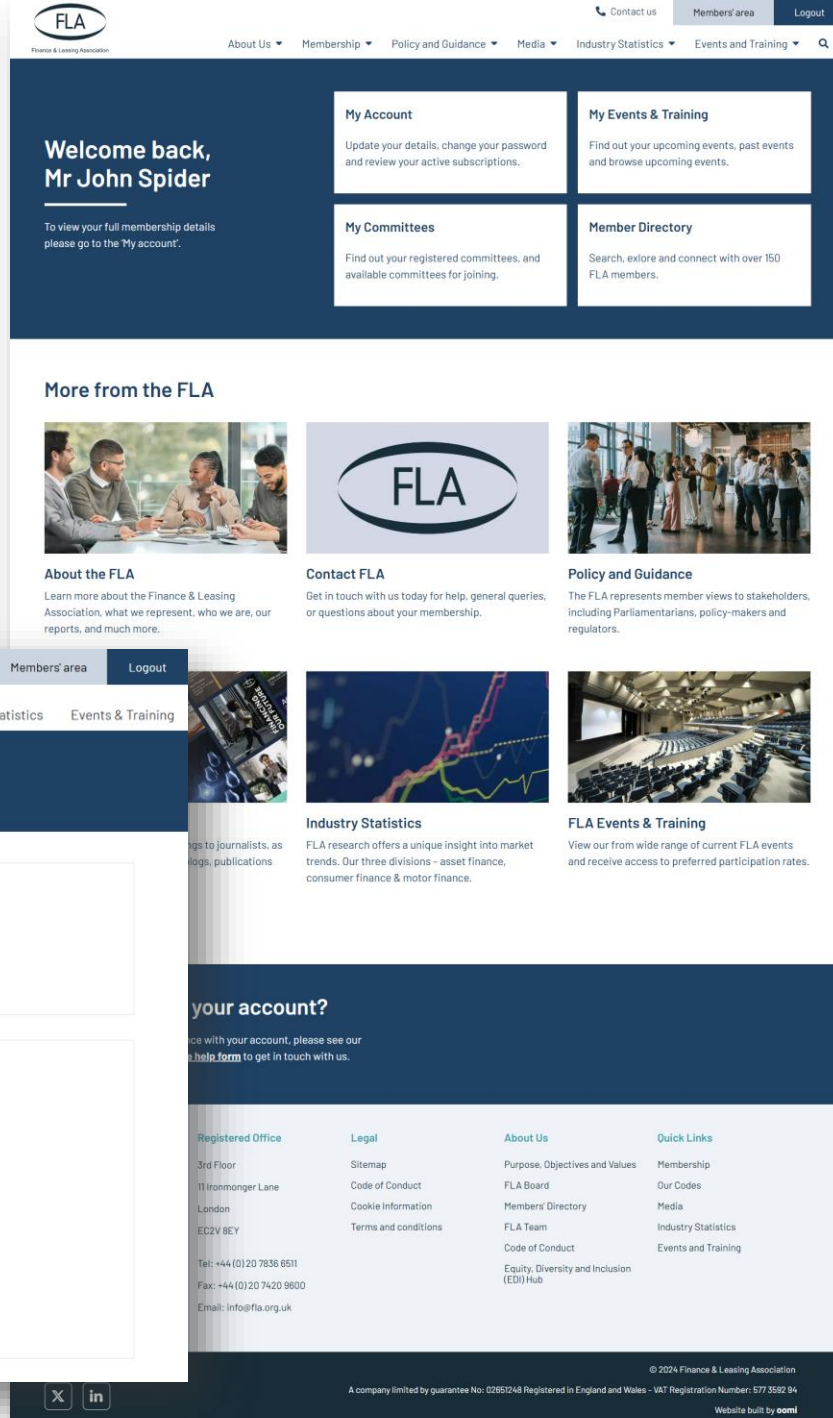 FLA
Finance & Leasing Association
Contact us
Members' area
Logout
About Us
Membership
Policy and Guidance
Media
Industry Statistics
Events and Training
Welcome back,
Mr John Spider
To view your full membership details
please go to the 'My account'.
My Account
Update your details, change your password
and review your active subscriptions.
My Events & Training
Find out your upcoming events, past events
and browse upcoming events.
My Committees
Find out your registered committees, and
available committees for joining.
Member Directory
Search, exlore and connect with over 150
FLA members.
More from the FLA
FLA
About the FLA
Learn more about the Finance & Leasing
Association, what we represent, who we are, our
reports, and much more.
Contact FLA
Get in touch with us today for help, general queries,
or questions about your membership.
Policy and Guidance
The FLA represents member views to stakeholders,
including Parliamentarians, policy-makers and
regulators.
Members' area
Logout
atistics
Events & Training
FINANCING
OUR FUTURE
ngs to journalists, as
logs, publications
Industry Statistics
FLA research offers a unique insight into market
trends. Our three divisions – asset finance,
consumer finance & motor finance.
FLA Events & Training
View our from wide range of current FLA events
and receive access to preferred participation rates.
your account?
nce with your account, please see our
e help form to get in touch with us.
Registered Office
3rd Floor
11 Ironmonger Lane
London
EC2V 8EY
Tel: +44 (0) 20 7836 6511
Fax: +44 (0) 20 7420 9600
Email: info@fla.org.uk
Legal
Sitemap
Code of Conduct
Cookie Information
Terms and conditions
About Us
Purpose, Objectives and Values
FLA Board
Members' Directory
FLA Team
Code of Conduct
Equity, Diversity and Inclusion
(EDI) Hub
Quick Links
Membership
Our Codes
Media
Industry Statistics
Events and Training
X
in
© 2024 Finance & Leasing Association
A company limited by guarantee No: 02651248 Registered in England and Wales – VAT Registration Number: 577 3592 94
Website built by oomi